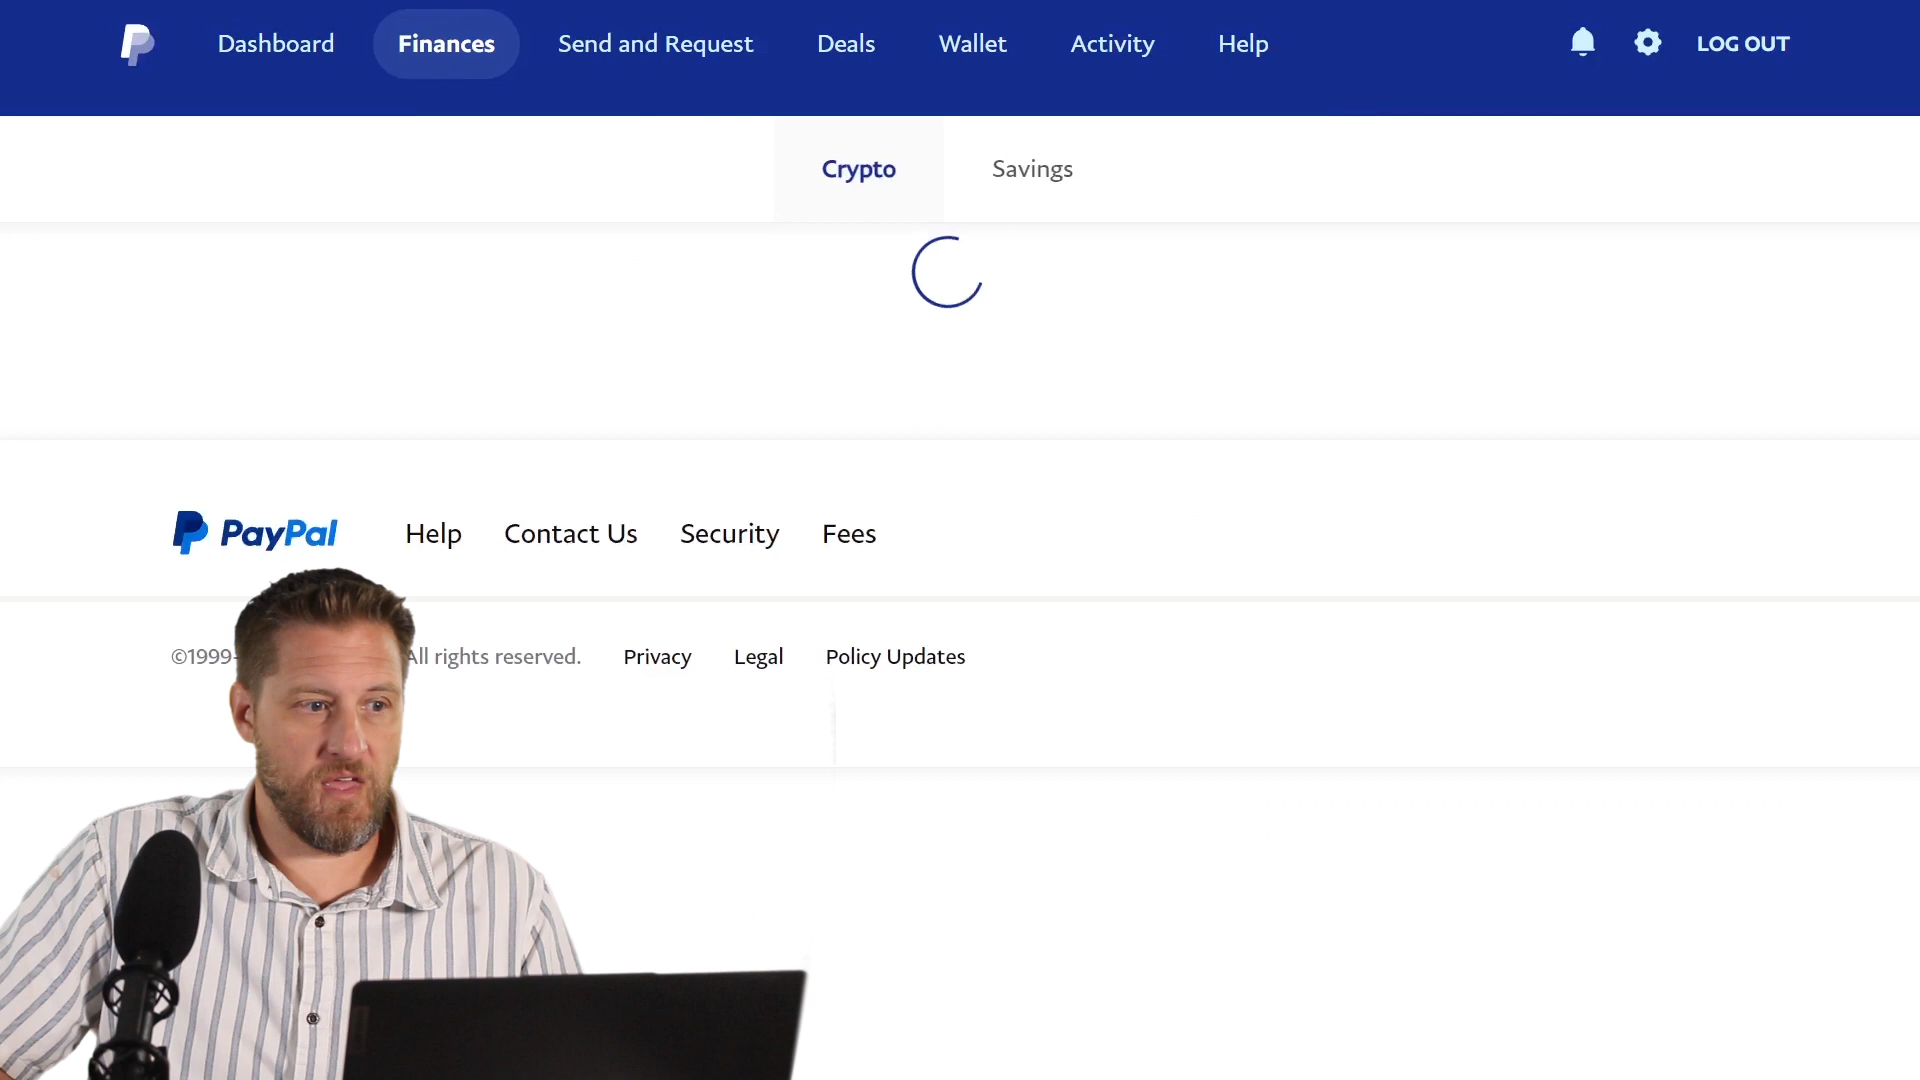 Dashboard Finances Send and Request Deals Wallet Activity Help LOG OUT
Crypto Savings
PayPal Help Contact Us Security Fees
©1999- All rights reserved. Privacy Legal Policy Updates